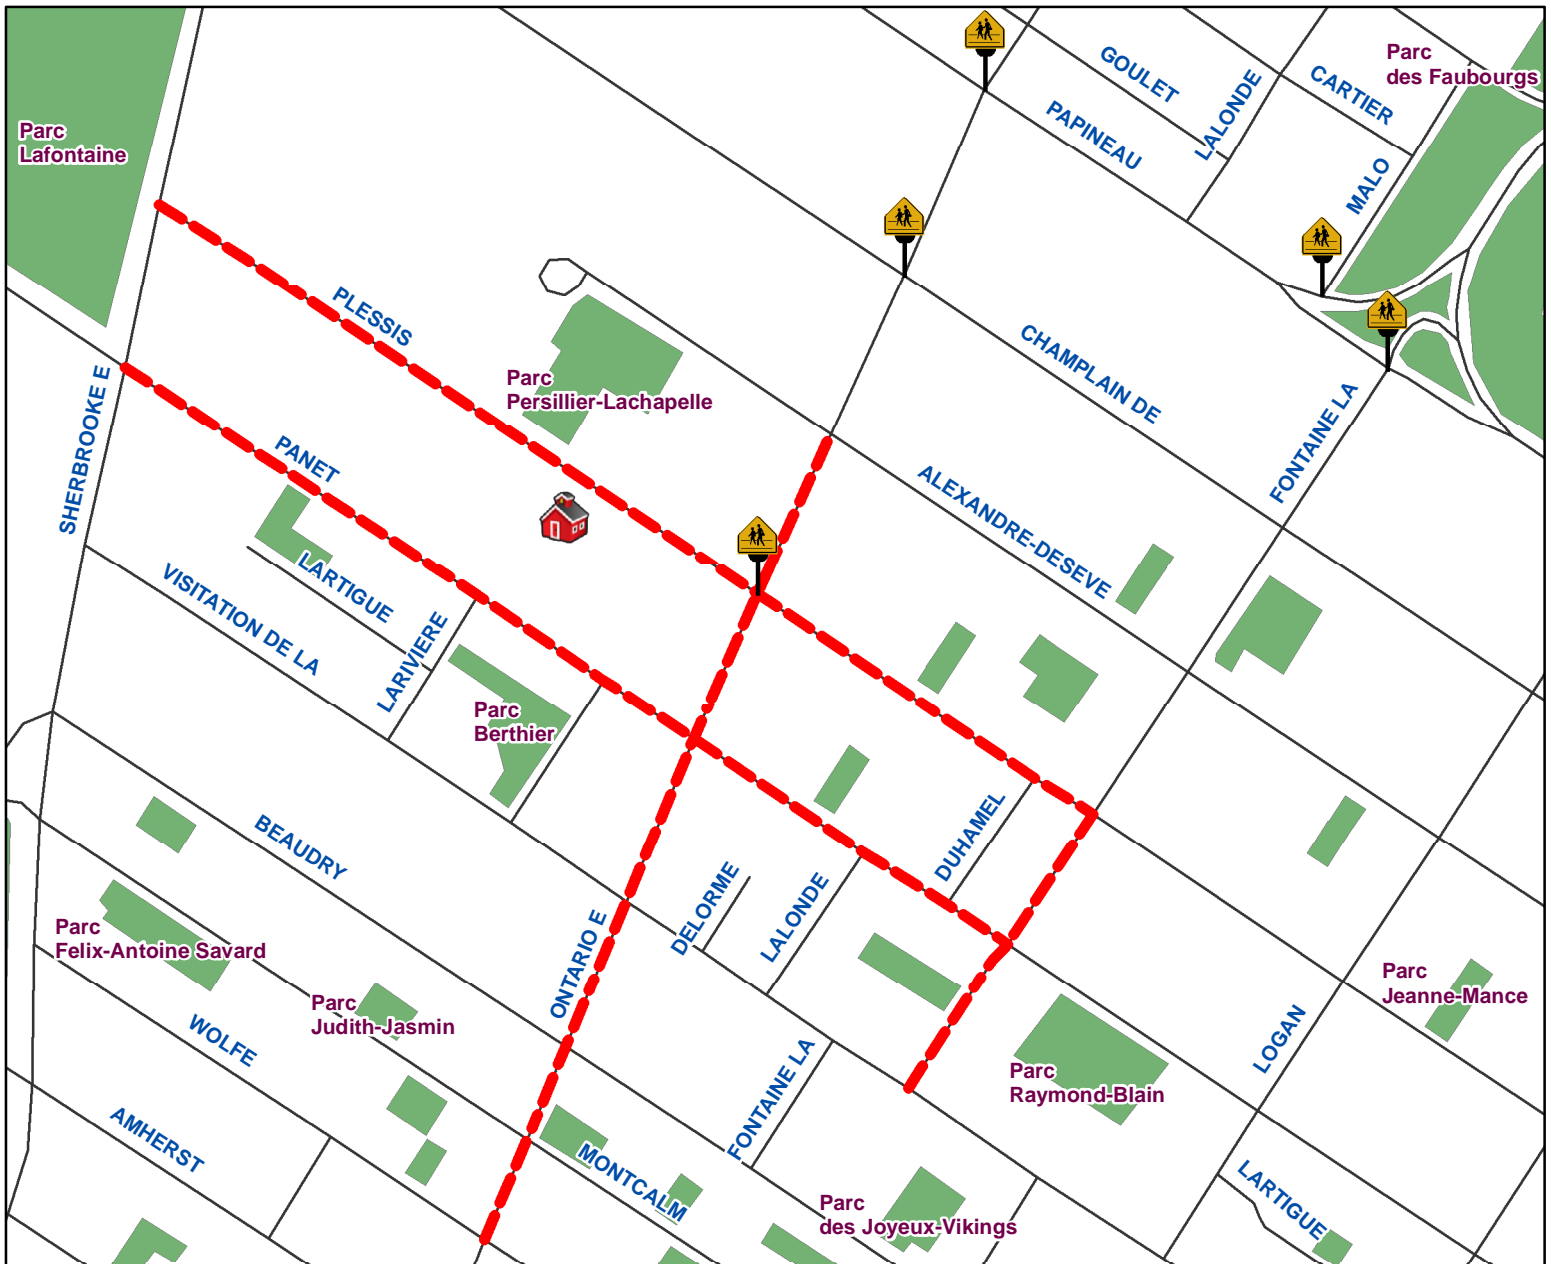 GOULET
LALONDE
CARTIER
Parc
des Faubourgs
PAPINEAU
MALO
Parc
Lafontaine
PLESSIS
CHAMPLAIN DE
Parc
Persillier-Lachapelle
SHERBROOKE E
PANET
FONTAINE LA
ALEXANDRE-DESEVE
LARTIGUE
VISITATION DE LA
LARIVIERE
Parc
Berthier
BEAUDRY
DUHAMEL
DELORME
LALONDE
ONTARIO E
Parc
Felix-Antoine Savard
Parc
Judith-Jasmin
Parc
Jeanne-Mance
WOLFE
LOGAN
FONTAINE LA
Parc
Raymond-Blain
AMHERST
MONTCALM
LARTIGUE
Parc
des Joyeux-Vikings